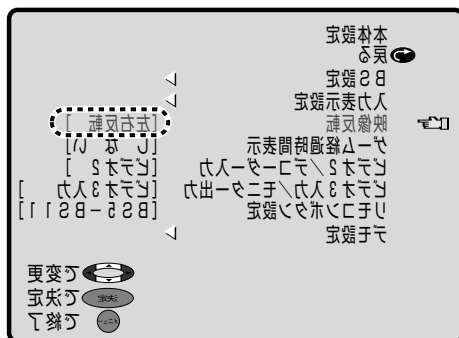 本体設定
戻る
BS設定
入力表示設定
映像反転 [左右反転 ]
ゲーム経過時間表示 [し な い]
ビデオ2／デコーダー入力 [ビデオ2 ]
ビデオ3入力／モニター出力 [ビデオ3入力 ]
リモコンボタン設定 [BS5－BS11]
デモ設定
で変更
決定 で決定
メニュー で終了